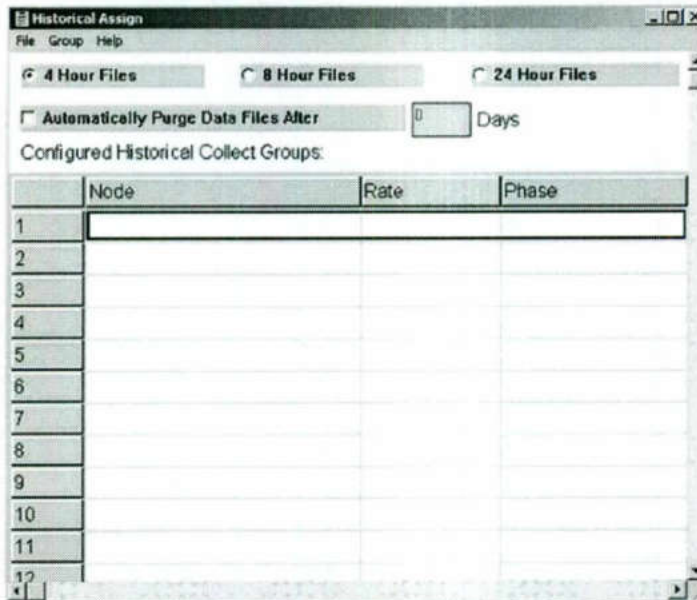 Historical Assign
File Group Help
4 Hour Files 8 Hour Files 24 Hour Files
Automatically Purge Data Files After 0 Days
Configured Historical Collect Groups:
Node Rate Phase
1
2
3
4
5
6
7
8
9
10
11
12